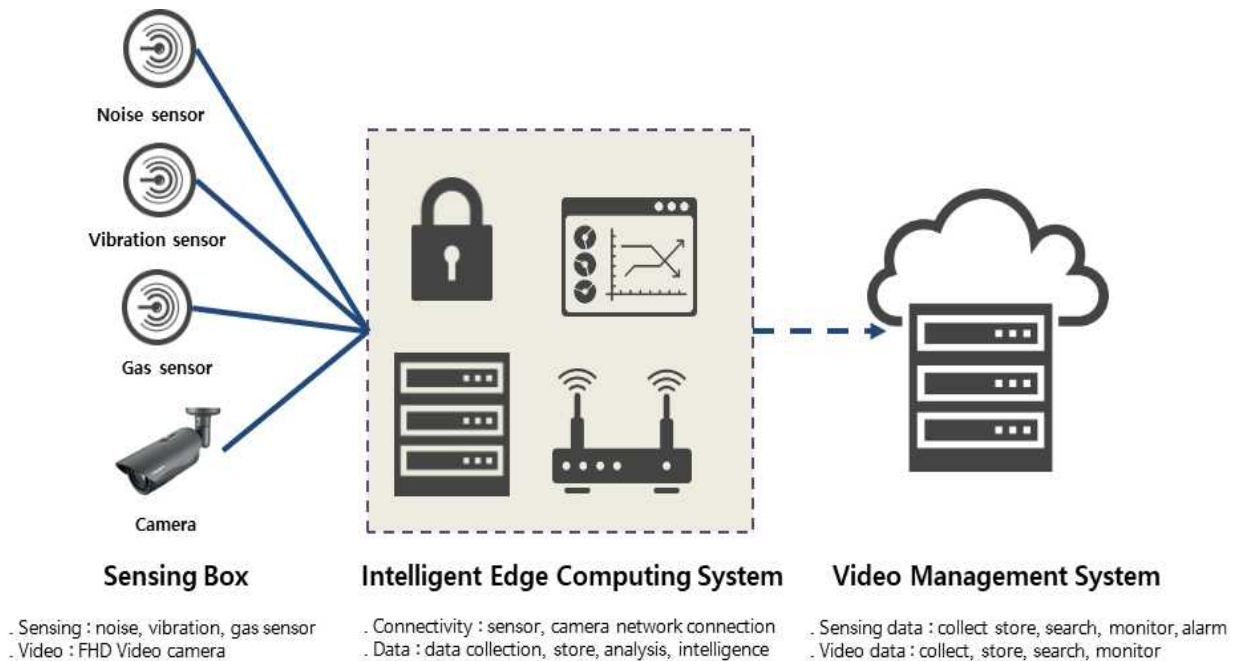 Noise sensor
Vibration sensor
Gas sensor
Camera
Sensing Box
. Sensing : noise, vibration, gas sensor
. Video : FHD Video camera
Intelligent Edge Computing System
. Connectivity : sensor, camera network connection
. Data : data collection, store, analysis, intelligence
Video Management System
. Sensing data : collect store, search, monitor, alarm
. Video data : collect, store, search, monitor